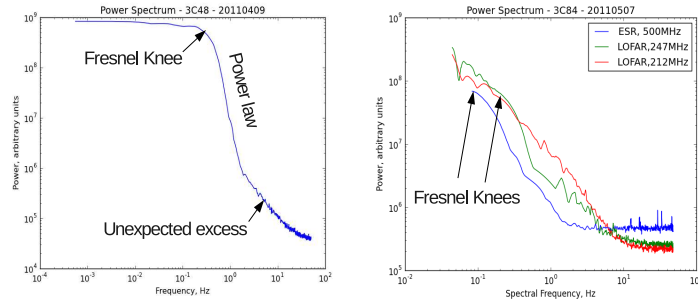 Power Spectrum - 3C48 - 20110409
10^9
10^8
10^7
10^6
10^5
10^4
Power, arbitrary units
Fresnel Knee
Power law
Unexpected excess
10^-4 10^-3 10^-2 10^-1 10^0 10^1 10^2
Frequency, Hz
Power Spectrum - 3C84 - 20110507
10^9
10^8
10^7
10^6
10^5
Power, arbitrary units
ESR, 500MHz
LOFAR,247MHz
LOFAR,212MHz
Fresnel Knees
10^-2 10^-1 10^0 10^1 10^2
Spectral Frequency, Hz